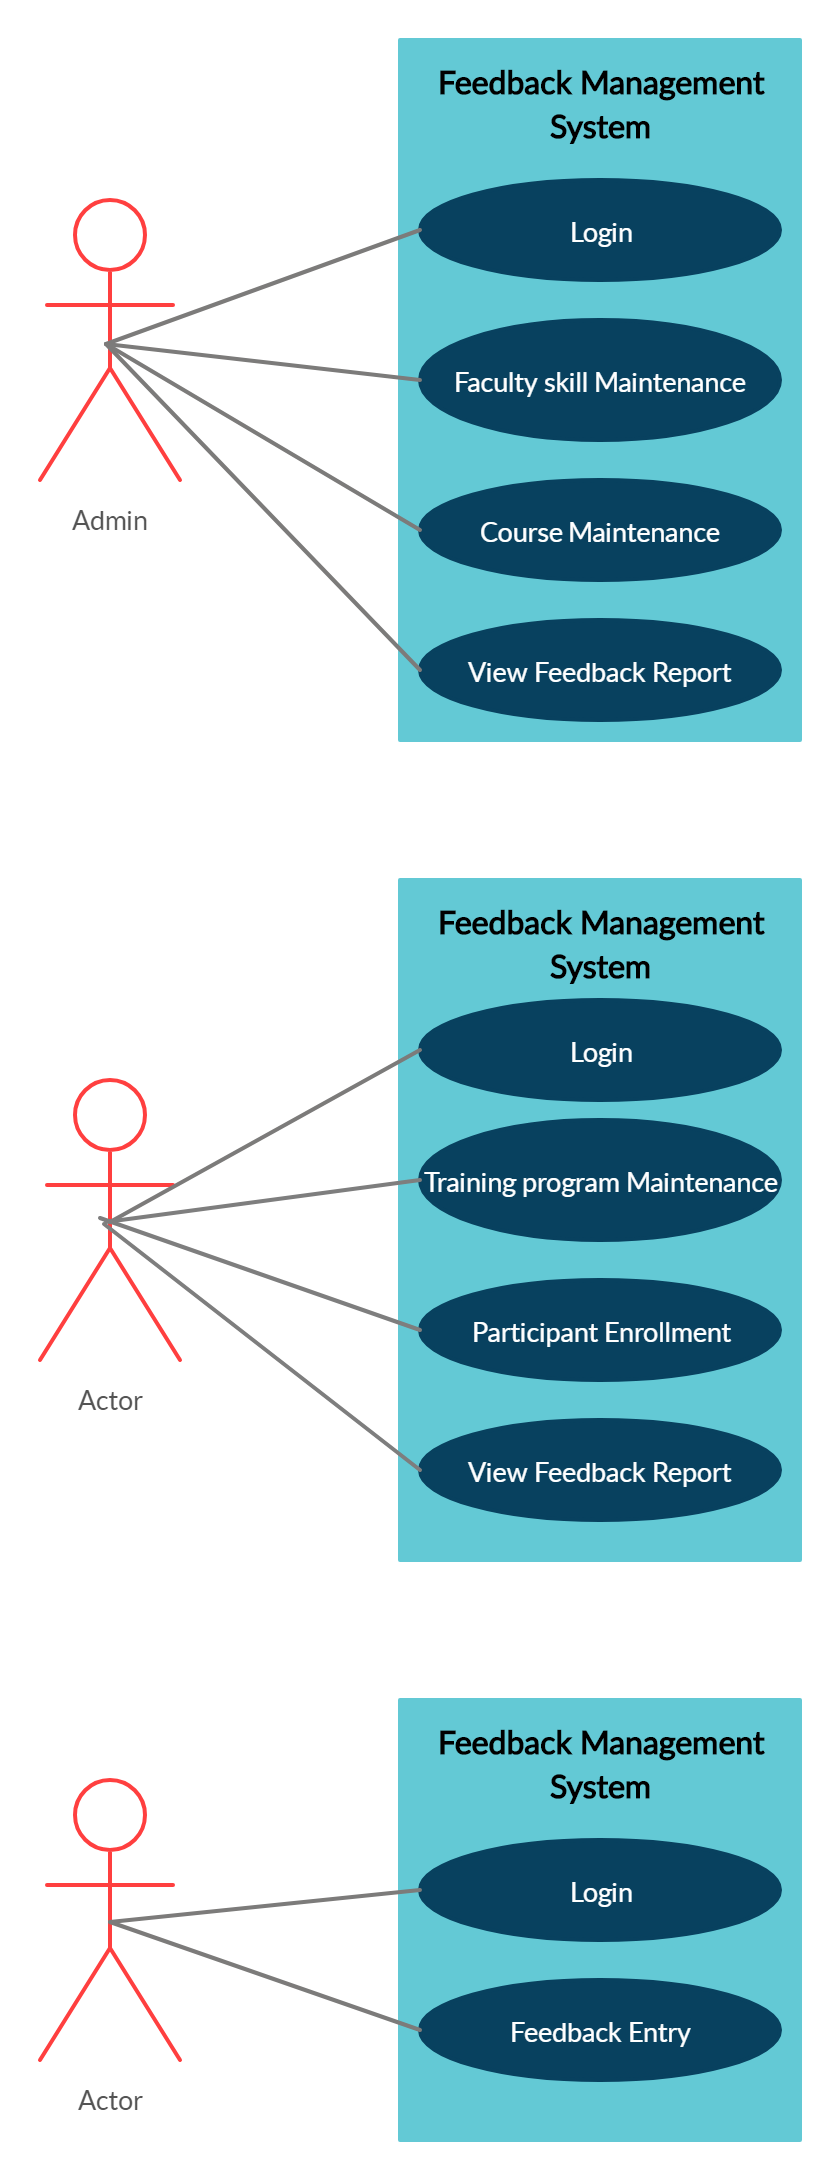 Feedback Management
System
Login
Faculty skill Maintenance
Course Maintenance
Admin
View Feedback Report
Feedback Management
System
Login
Training program Maintenance
Participant Enrollment
Actor
View Feedback Report
Feedback Management
System
Login
Feedback Entry
Actor